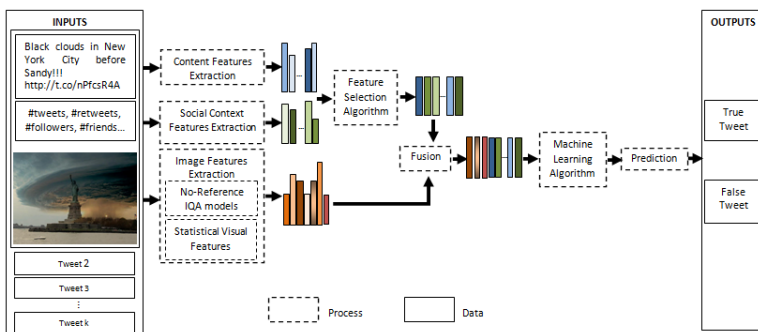 INPUTS
Black clouds in New
York City before
Sandy!!!
http://t.co/nPfcsR4A
#tweets, #retweets,
#followers, #friends...
Tweet 2
Tweet 3
⋮
Tweet k
Content Features
Extraction
Social Context
Features Extraction
Image Features
Extraction
No-Reference
IQA models
Statistical Visual
Features
...
...
Feature
Selection
Algorithm
...
Fusion
...
Machine
Learning
Algorithm
Prediction
OUTPUTS
True
Tweet
False
Tweet
Process
Data